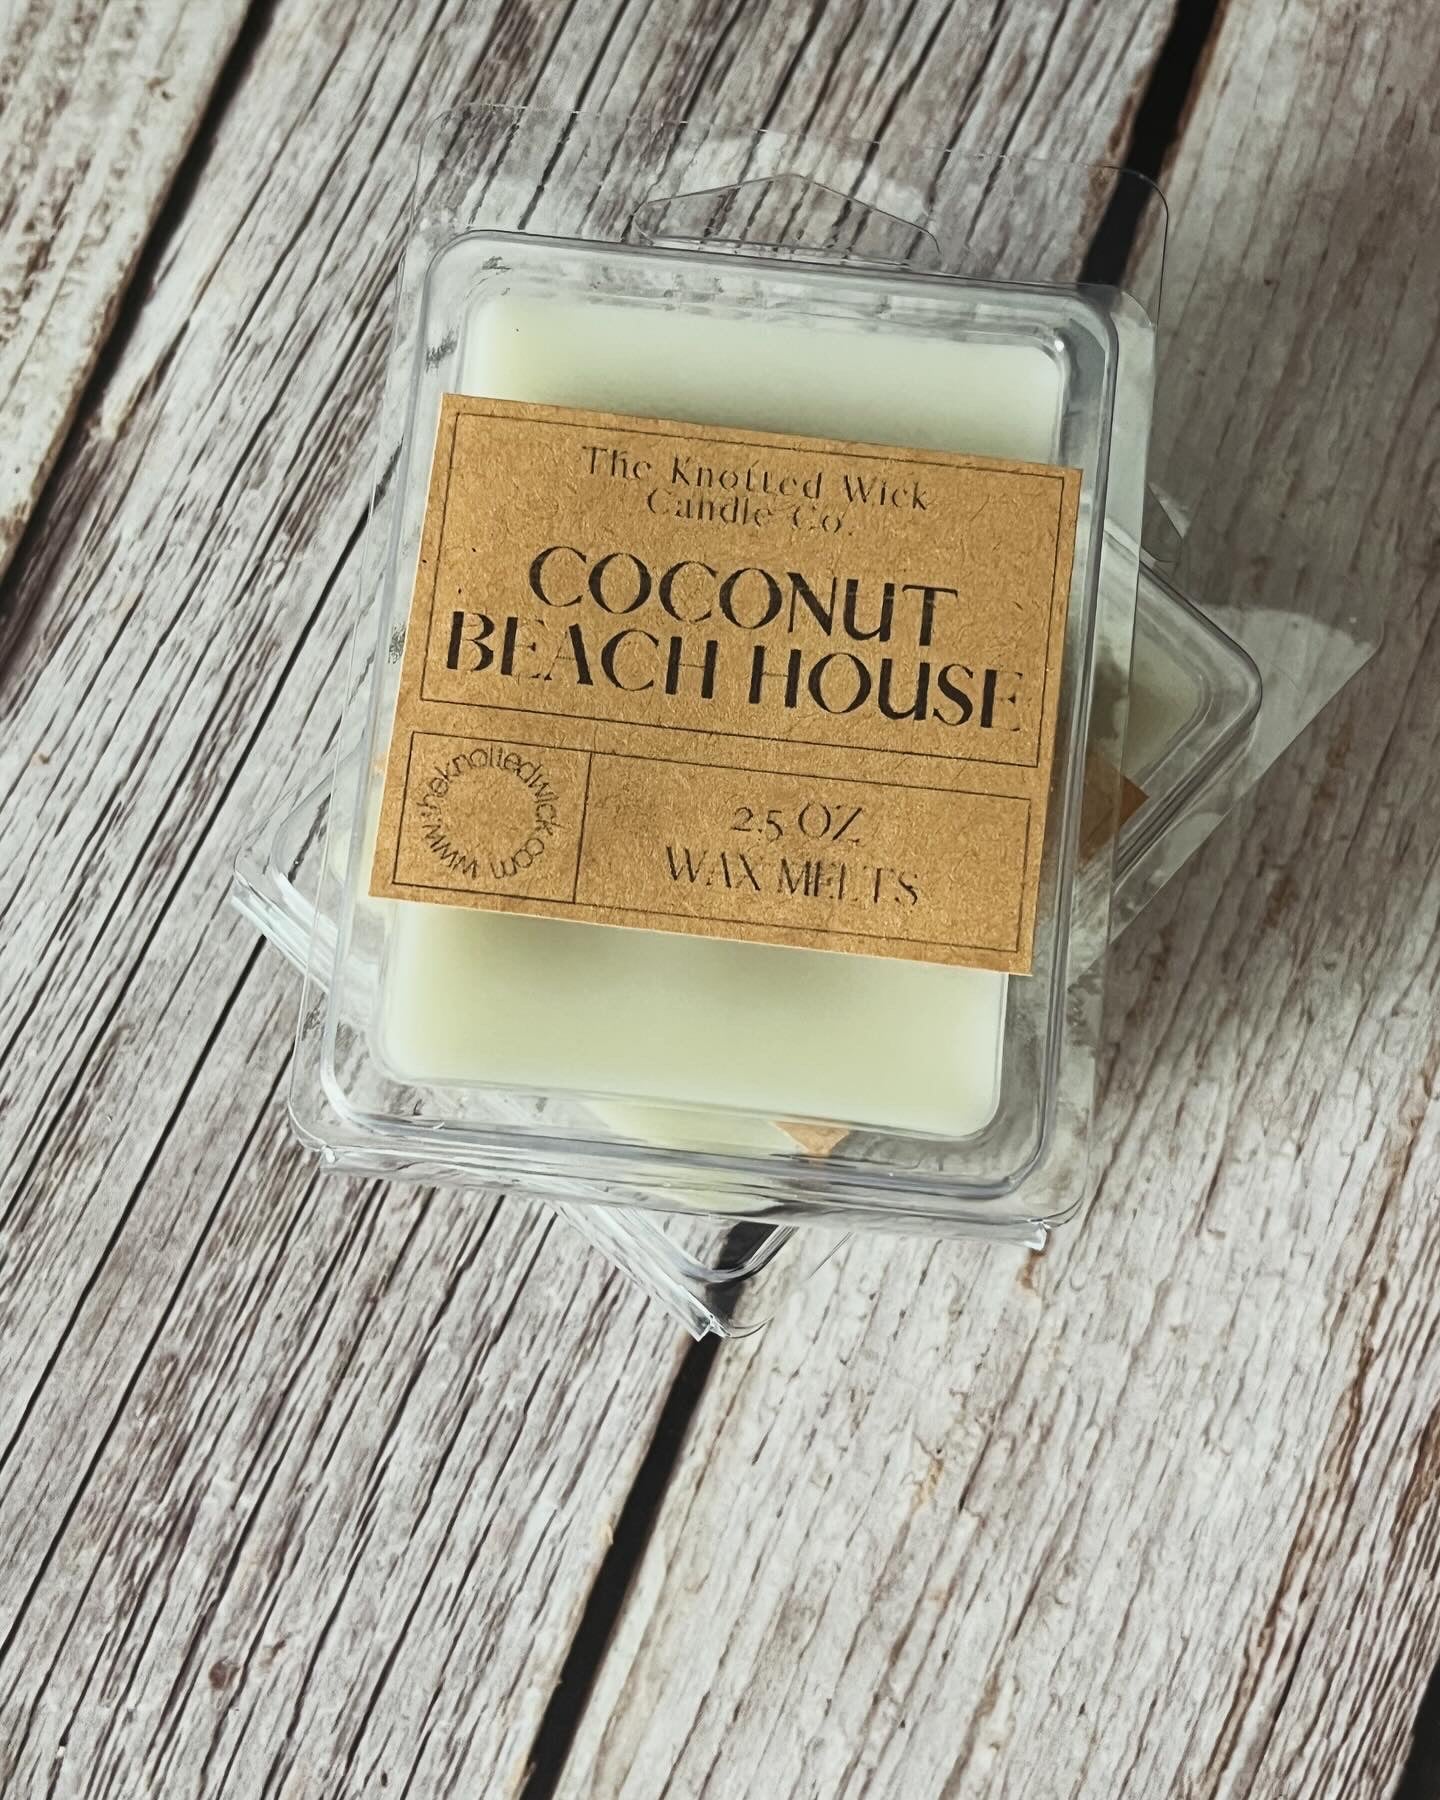 The Knotted Wick
Candle Co.
COCONUT
BEACH HOUSE
www.theknottedwick.com
2.5 OZ
WAX MELTS